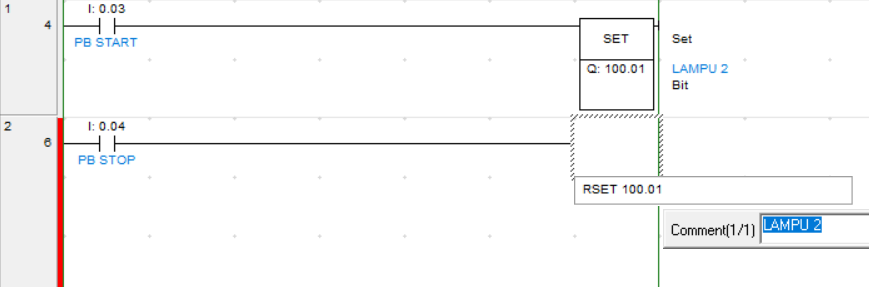 1
I: 0.03
4
PB START
SET
Set
Q: 100.01
LAMPU 2
Bit
2
I: 0.04
6
PB STOP
RSET 100.01
Comment(1/1) LAMPU 2